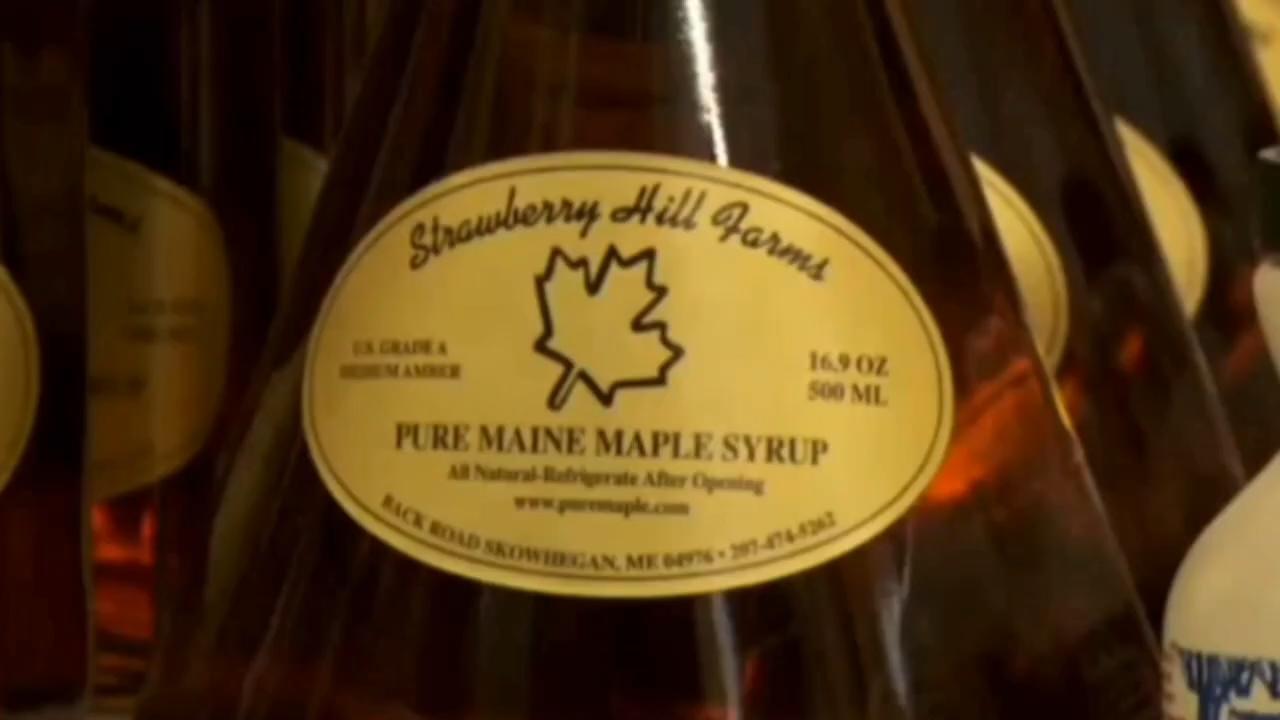 Strawberry Hill Farms
U.S. GRADE A
MEDIUM AMBER
16.9 OZ
500 ML
PURE MAINE MAPLE SYRUP
All Natural-Refrigerate After Opening
www.puremaple.com
BACK ROAD SKOWHEGAN, ME 04976 • 207-474-5262